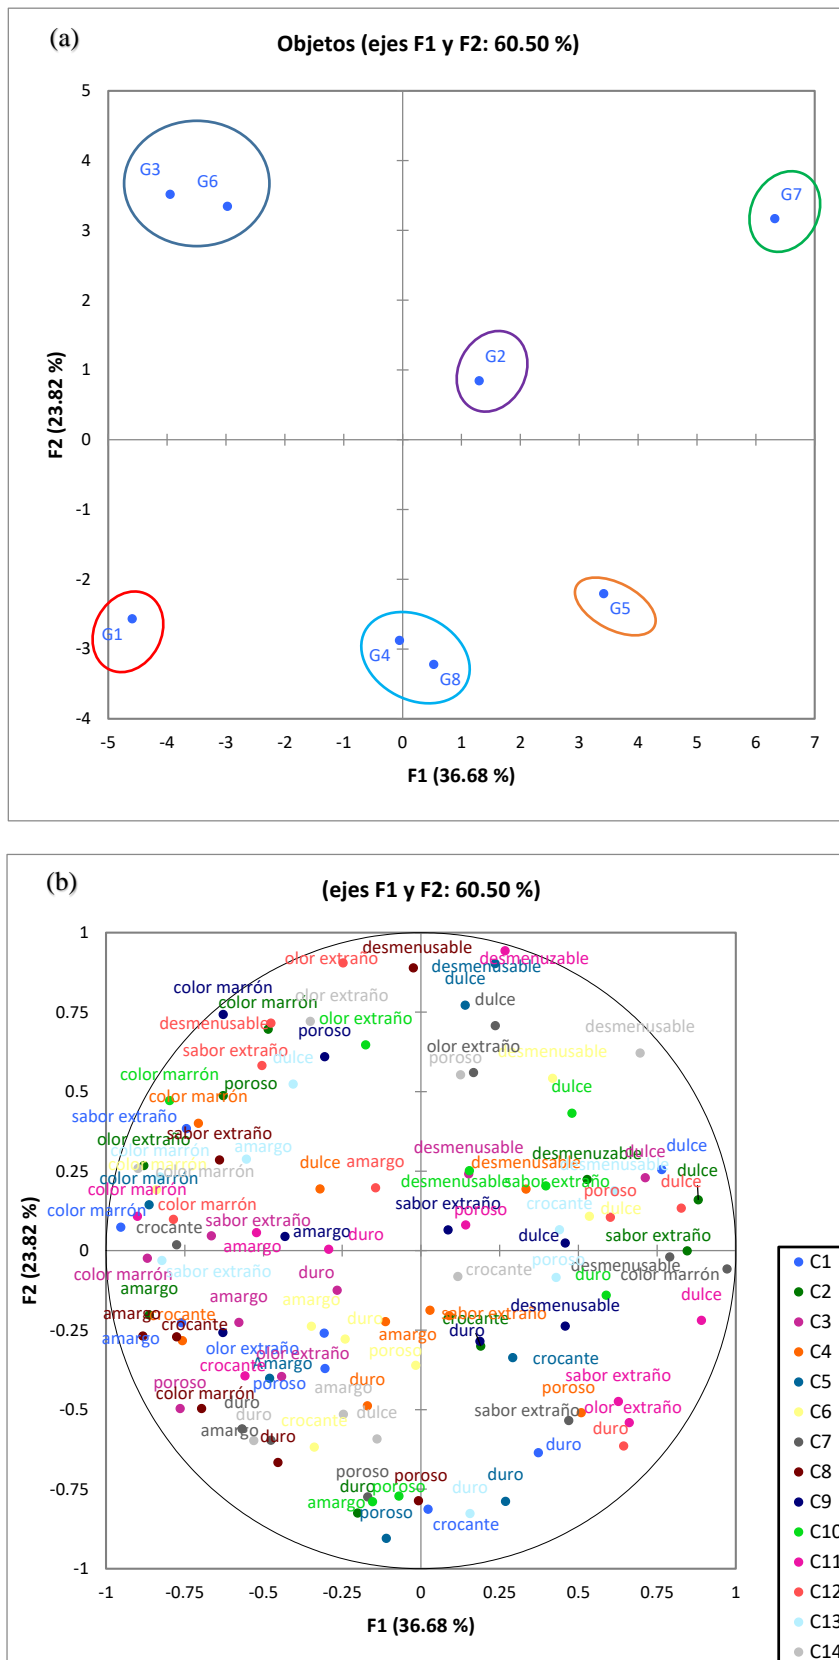 (a)
Objetos (ejes F1 y F2: 60.50 %)
5
G3
G6
G7
4
3
2
G2
1
F2 (23.82 %)
0
-1
-2
G5
G1
G4
G8
-3
-4
-5 -4 -3 -2 -1 0 1 2 3 4 5 6 7
F1 (36.68 %)
(b)
(ejes F1 y F2: 60.50 %)
1
desmenusable
olor extraño
desmenuzable
desmenusable
dulce
color marrón
olor extraño
dulce
color marrón
0.75
desmenusable
olor extraño
poroso
desmenusable
sabor extraño
dulce
olor extraño
poroso
desmenusable
color marrón
poroso
dulce
0.5
color marrón
sabor extraño
sabor extraño
olor extraño
amargo
desmenusable
desmenuzable
dulce
dulce
color marrón
color marrón
color marrón
dulce
amargo
desmenusable
desmenusable
dulce
0.25
color marrón
desmenusable
sabor extraño
poroso
dulce
color marrón
color marrón
sabor extraño
sabor extraño
poroso
crocante
dulce
color marrón
crocante
amargo
amargo
duro
dulce
sabor extraño
F2 (23.82 %)
0
color marrón
sabor extraño
duro
crocante
poroso
desmenusable
color marrón
amargo
amargo
amargo
duro
desmenusable
dulce
amargo
crocante
duro
sabor extraño
crocante
amargo
crocante
amargo
duro
-0.25
olor extraño
olor extraño
Amargo
poroso
crocante
crocante
poroso
poroso
color marrón
duro
amargo
duro
poroso
sabor extraño
duro
duro
dulce
sabor extraño
olor extraño
-0.5
amargo
duro
crocante
duro
duro
poroso
duro
poroso
poroso
duro
duro
-0.75
amargo
poroso
crocante
-1
-1 -0.75 -0.5 -0.25 0 0.25 0.5 0.75 1
F1 (36.68 %)
C1
C2
C3
C4
C5
C6
C7
C8
C9
C10
C11
C12
C13
C14